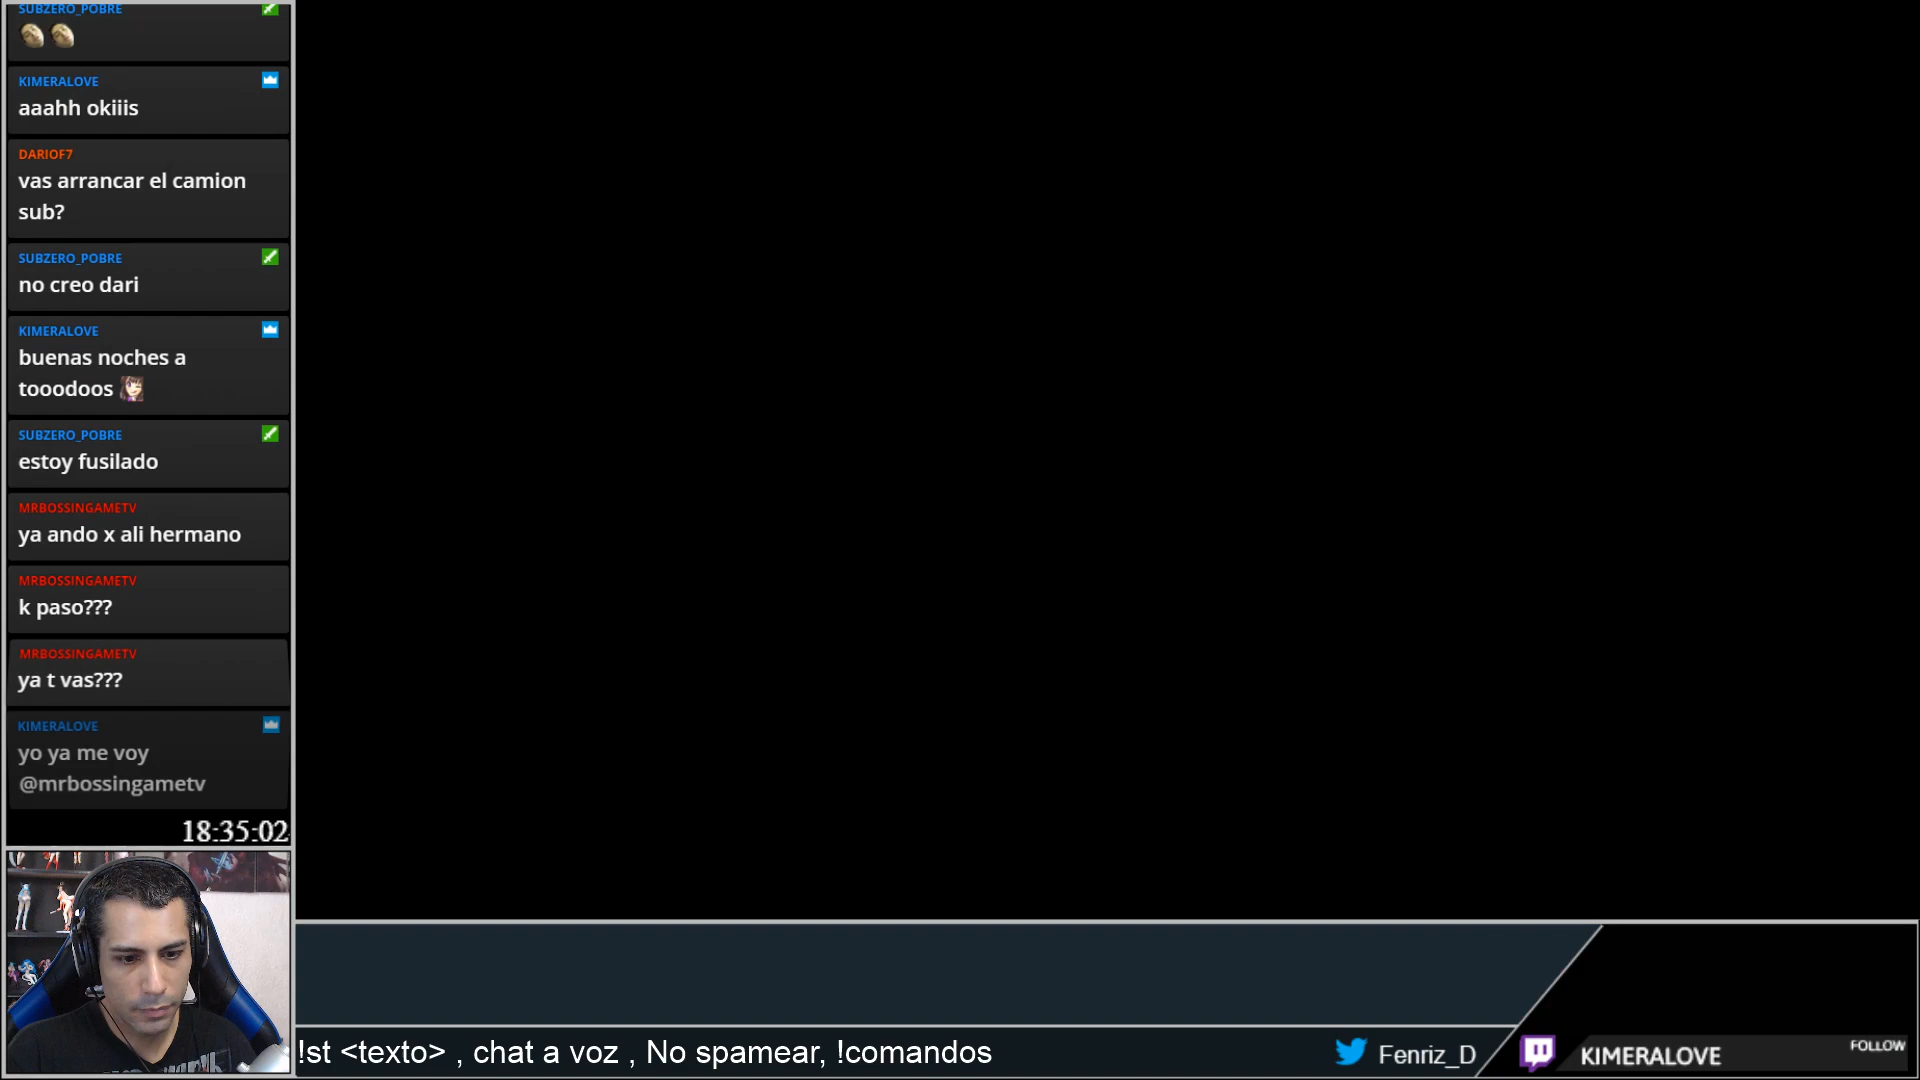 SUBZERO_POBRE
KIMERALOVE
aaahh okiiis
DARIOF7
vas arrancar el camion
sub?
SUBZERO_POBRE
no creo dari
KIMERALOVE
buenas noches a
tooodoos
SUBZERO_POBRE
estoy fusilado
MRBOSSINGAMETV
ya ando x ali hermano
MRBOSSINGAMETV
k paso???
MRBOSSINGAMETV
ya t vas???
KIMERALOVE
yo ya me voy
@mrbossingametv
18:35:02
!st <texto> , chat a voz , No spamear, !comandos
Fenriz_D
KIMERALOVE
FOLLOW